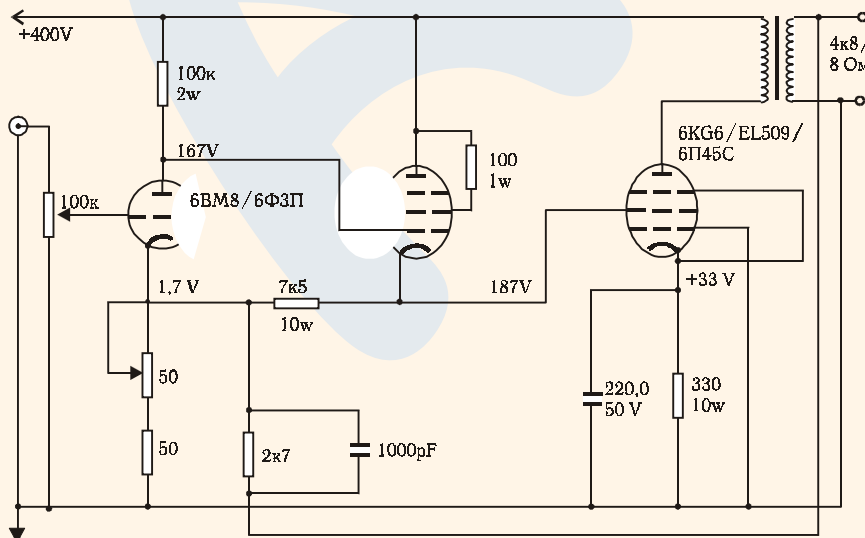 +400V
100к
2w
167V
100к
6ВМ8/6Ф3П
100
1w
4к8/
8 Ом
6KG6/EL509/
6П45С
1,7 V
7к5
10w
187V
+33 V
50
50
2к7
1000pF
220,0
50 V
330
10w